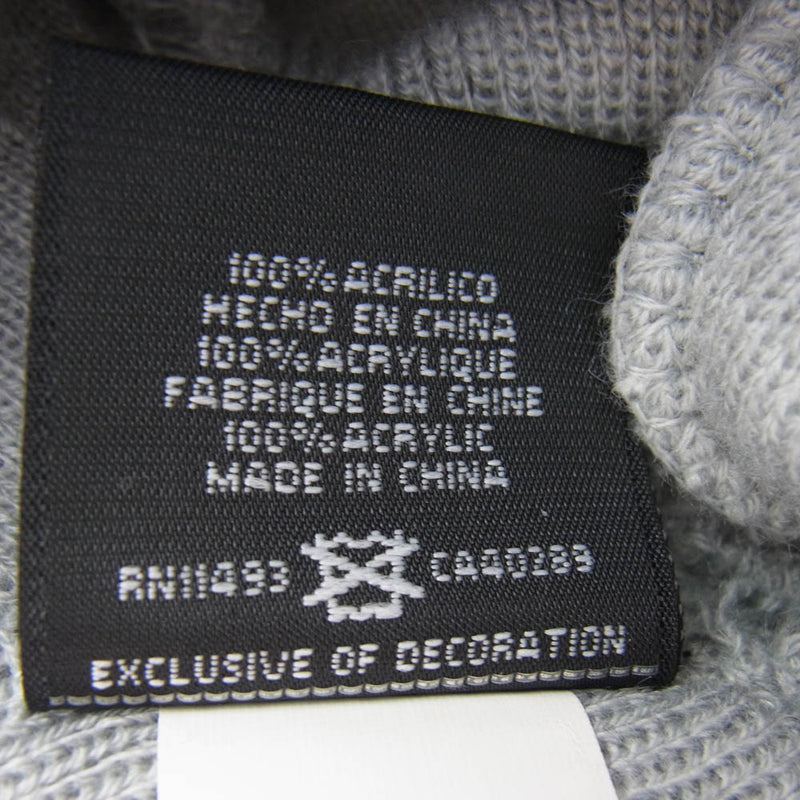 100% ACRILICO
HECHO EN CHINA
100% ACRYLIQUE
FABRIQUE EN CHINE
100% ACRYLIC
MADE IN CHINA
RN11493 CA40289
EXCLUSIVE OF DECORATION